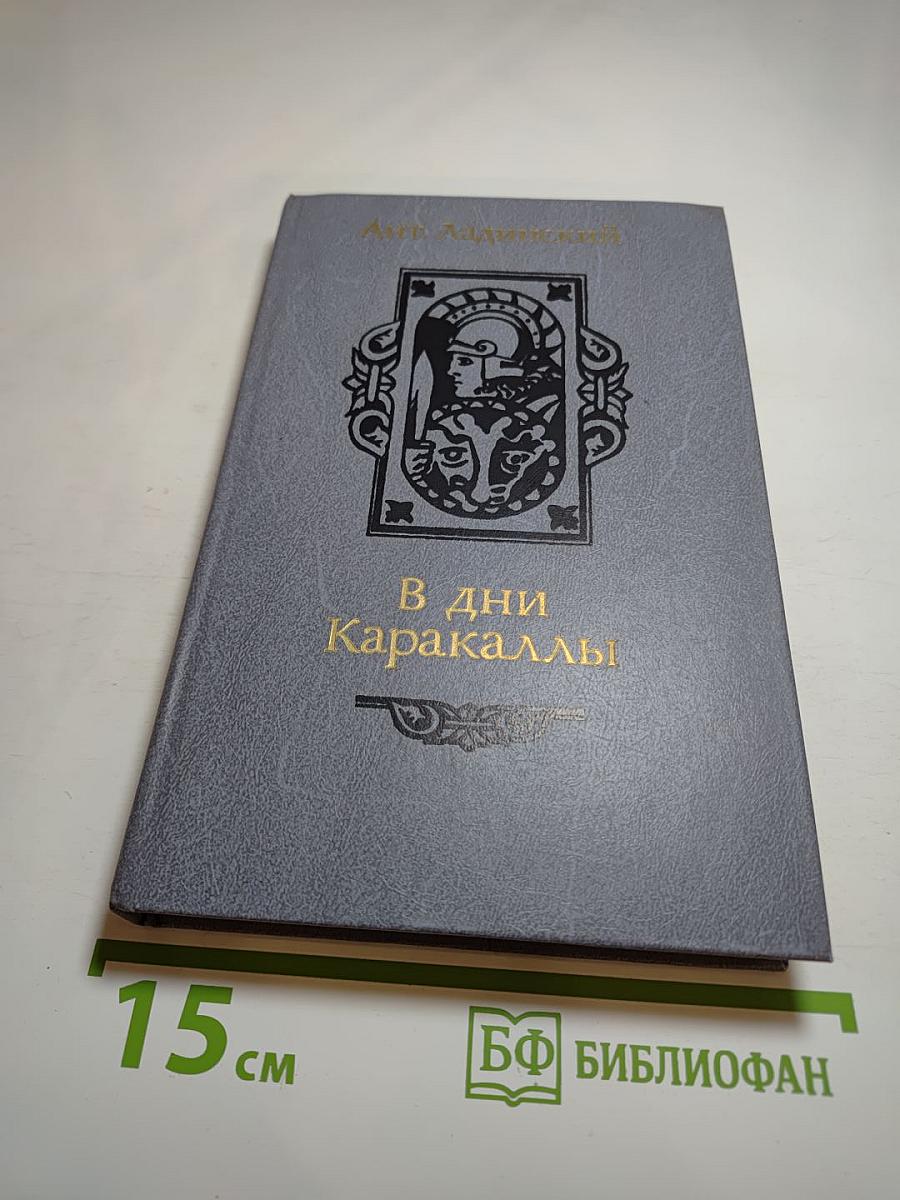 Ант. Ладинский
В дни
Каракаллы
15 см
БФ БИБЛИОФАН